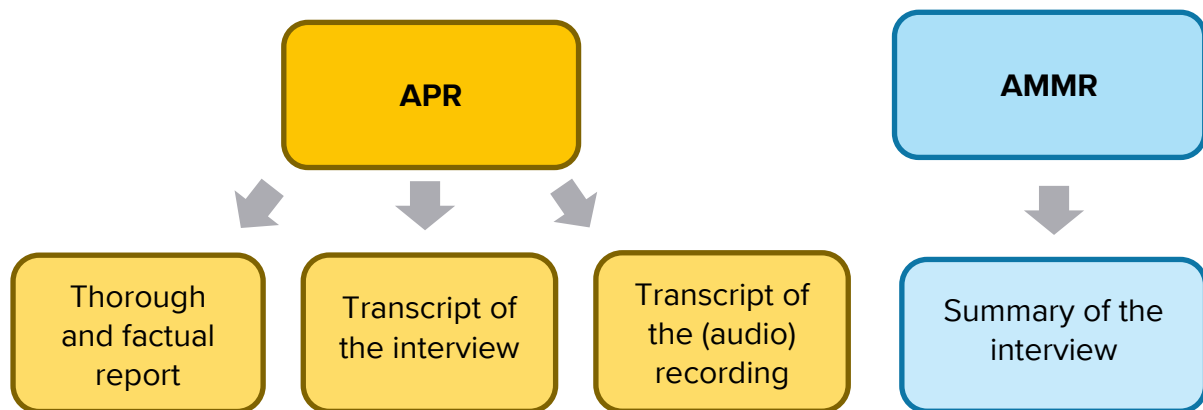 APR
AMMR
Thorough
and factual
report
Transcript of
the interview
Transcript of
the (audio)
recording
Summary of the
interview